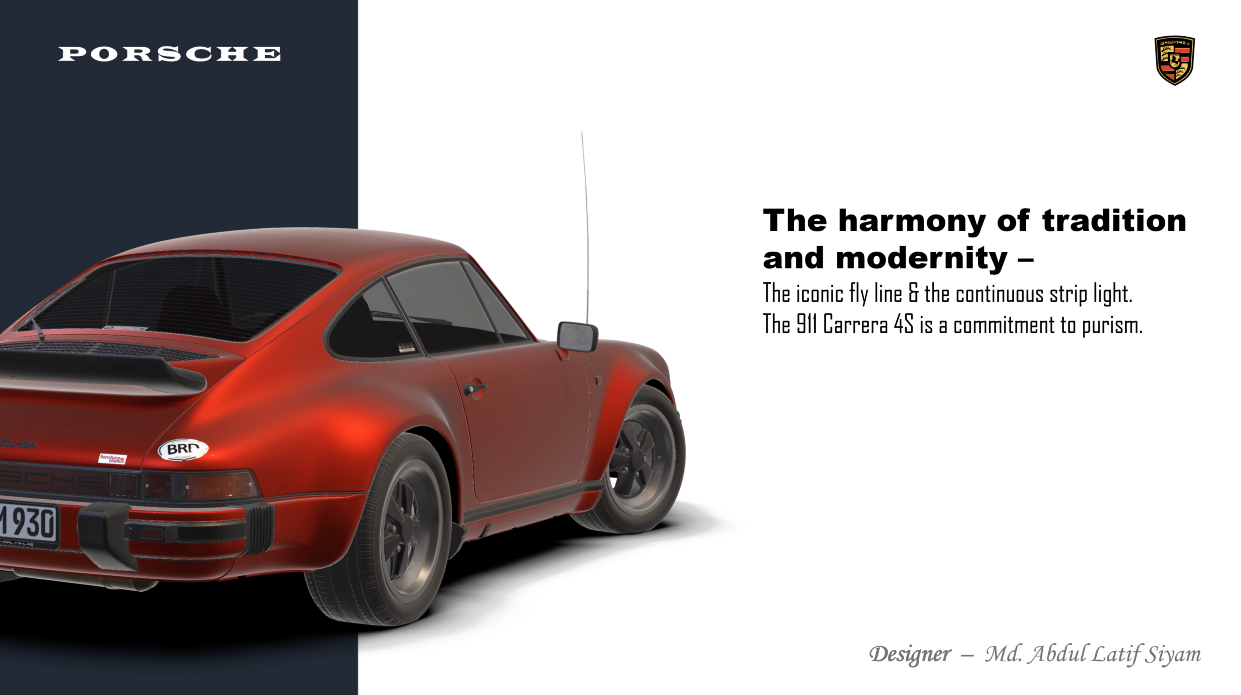 PORSCHE
The harmony of tradition
and modernity –
The iconic fly line & the continuous strip light.
The 911 Carrera 4S is a commitment to purism.
BRD
M 930
Designer – Md. Abdul Latif Siyam